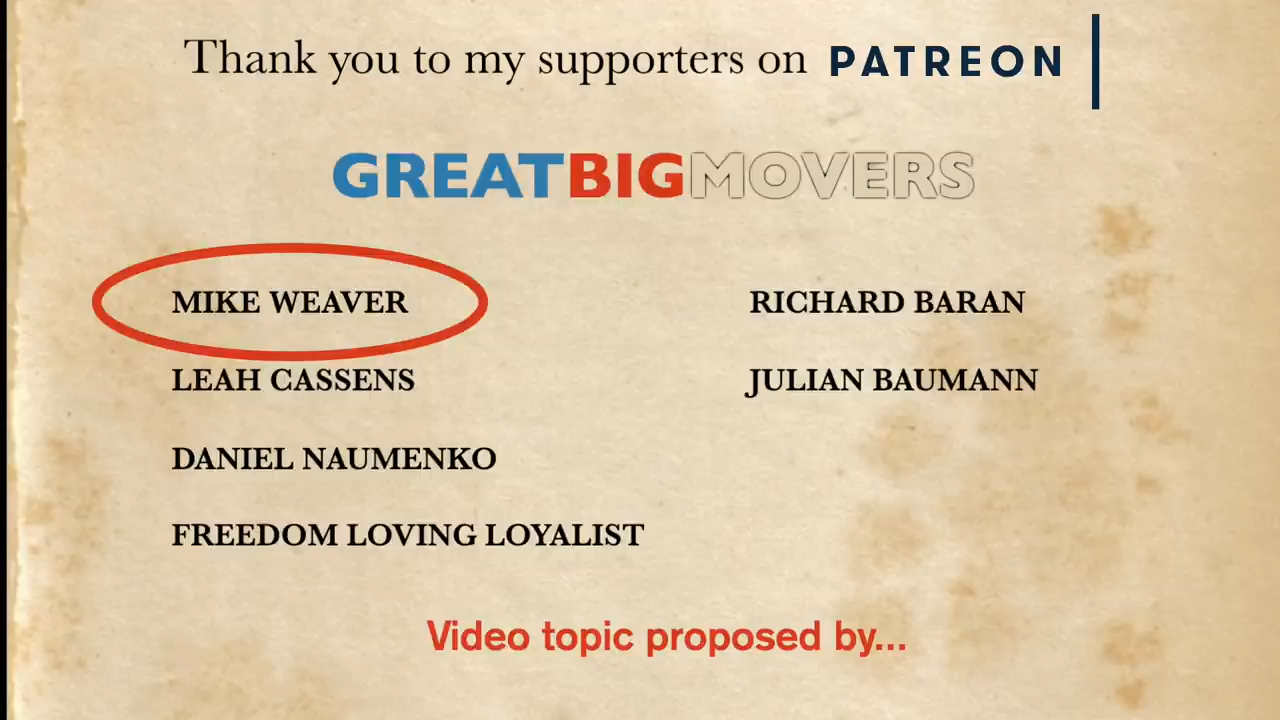 Thank you to my supporters on PATREON
GREATBIGMOVERS
MIKE WEAVER
RICHARD BARAN
LEAH CASSENS
JULIAN BAUMANN
DANIEL NAUMENKO
FREEDOM LOVING LOYALIST
Video topic proposed by...